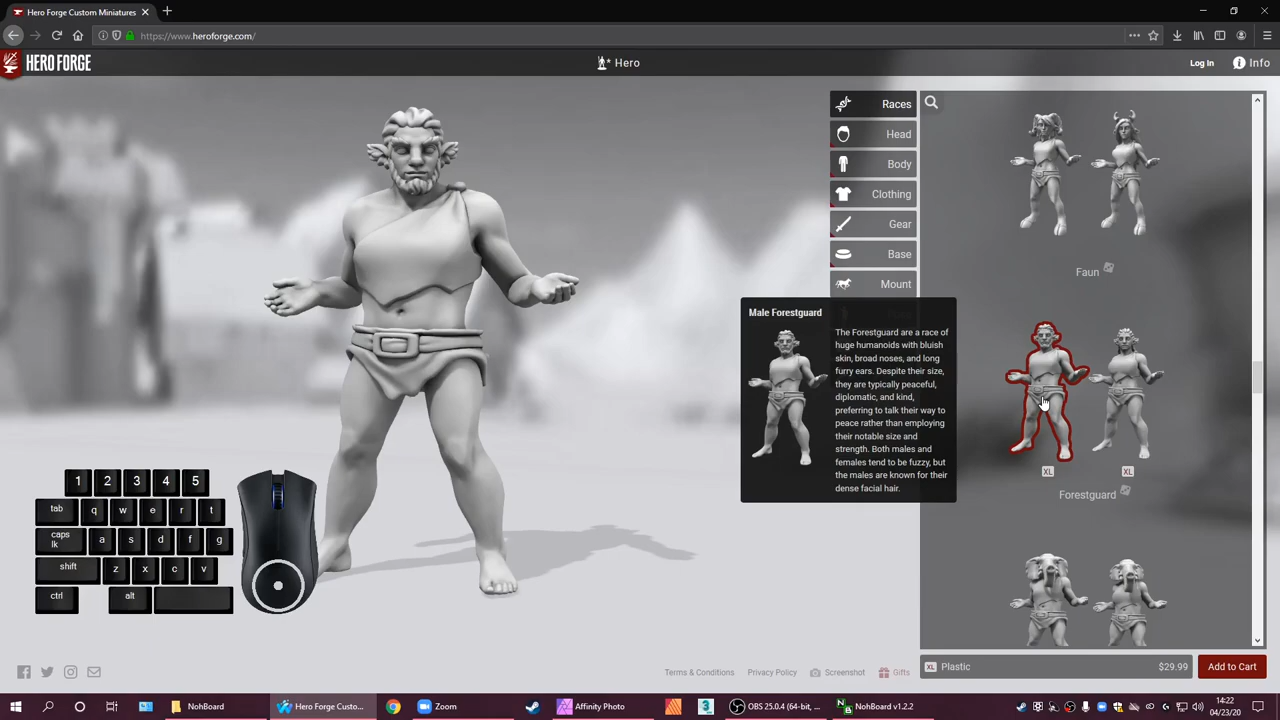 Hero Forge Custom Miniatures
https://www.heroforge.com/
HERO FORGE
* Hero
Log In
Info
Races
Head
Body
Clothing
Gear
Base
Mount
Faun
Male Forestguard
The Forestguard are a race of
huge humanoids with bluish
skin, broad noses, and long
furry ears. Despite their size,
they are typically peaceful,
diplomatic, and kind,
preferring to talk their way to
peace rather than employing
their notable size and
strength. Both males and
females tend to be fuzzy, but
the males are known for their
dense facial hair.
XL XL
Forestguard
1 2 3 4 5
tab q w e r t
caps
lk a s d f g
shift z x c v
ctrl alt
Terms & Conditions Privacy Policy Screenshot Gifts
XL Plastic $29.99 Add to Cart
NohBoard Hero Forge Custo... Zoom Affinity Photo OBS 25.0.4 (64-bit, ... NohBoard v1.2.2
14:22
04/23/20